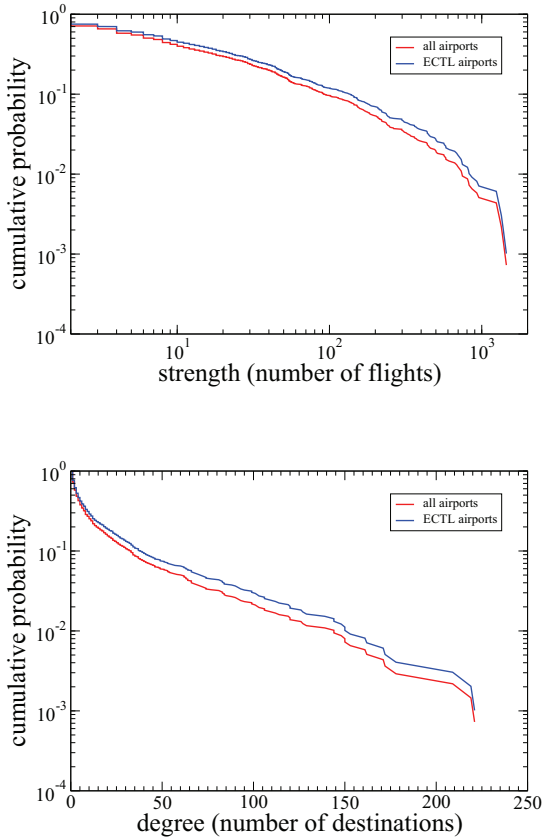 10^0
10^-1
10^-2
10^-3
10^-4
cumulative probability
all airports
ECTL airports
10^1
10^2
10^3
strength (number of flights)
10^0
10^-1
10^-2
10^-3
10^-4
cumulative probability
all airports
ECTL airports
0
50
100
150
200
250
degree (number of destinations)